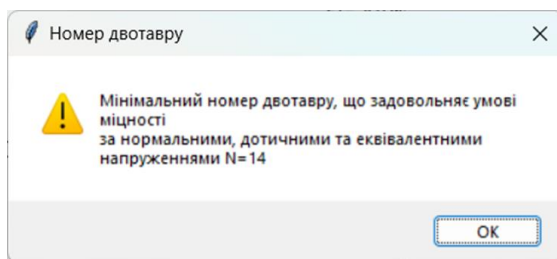 Номер двотавру
Мінімальний номер двотавру, що задовольняє умові
міцності
за нормальними, дотичними та еквівалентними
напруженнями N=14
OK